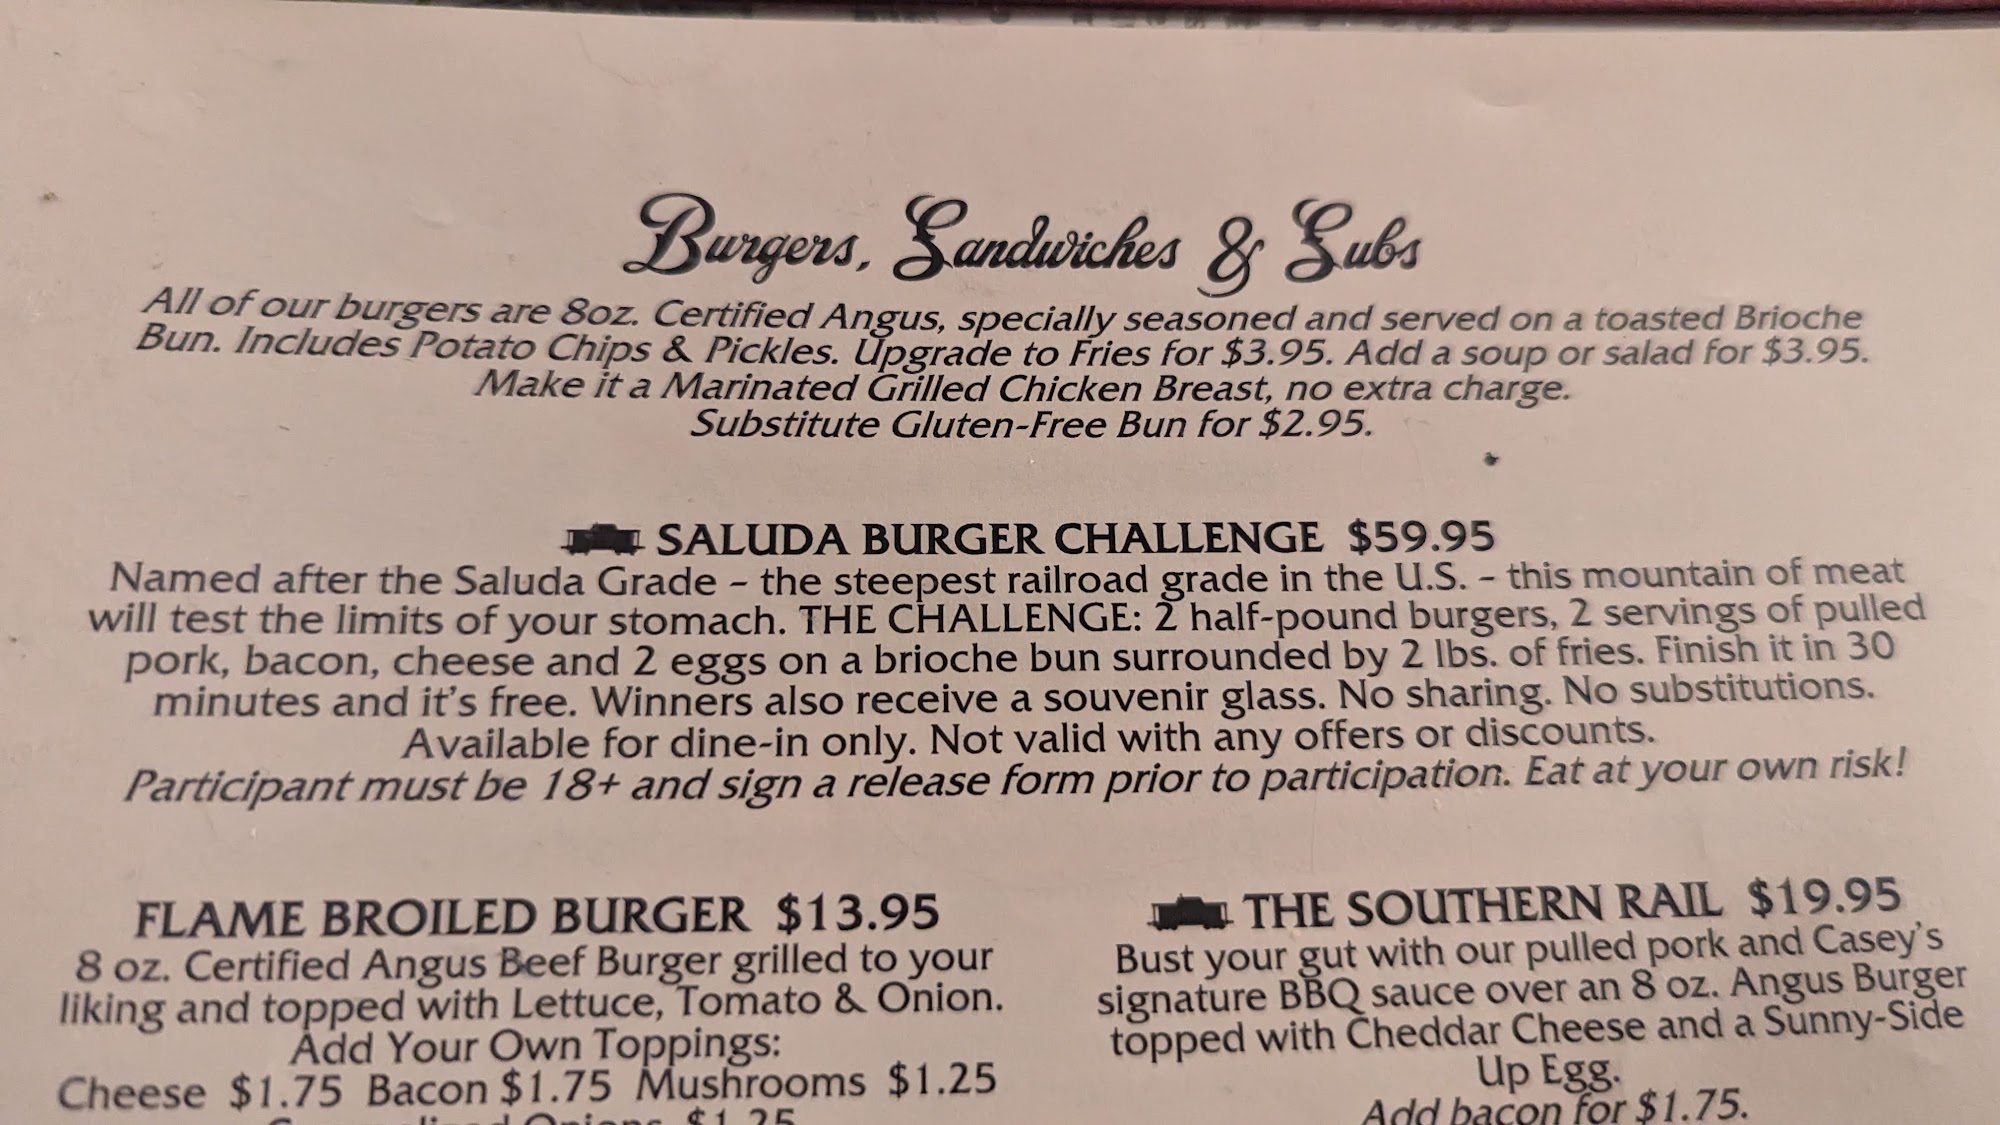 Burgers, Sandwiches & Subs
All of our burgers are 8oz. Certified Angus, specially seasoned and served on a toasted Brioche
Bun. Includes Potato Chips & Pickles. Upgrade to Fries for $3.95. Add a soup or salad for $3.95.
Make it a Marinated Grilled Chicken Breast, no extra charge.
Substitute Gluten-Free Bun for $2.95.
SALUDA BURGER CHALLENGE $59.95
Named after the Saluda Grade – the steepest railroad grade in the U.S. – this mountain of meat
will test the limits of your stomach. THE CHALLENGE: 2 half-pound burgers, 2 servings of pulled
pork, bacon, cheese and 2 eggs on a brioche bun surrounded by 2 lbs. of fries. Finish it in 30
minutes and it's free. Winners also receive a souvenir glass. No sharing. No substitutions.
Available for dine-in only. Not valid with any offers or discounts.
Participant must be 18+ and sign a release form prior to participation. Eat at your own risk!
FLAME BROILED BURGER $13.95
8 oz. Certified Angus Beef Burger grilled to your
liking and topped with Lettuce, Tomato & Onion.
Add Your Own Toppings:
Cheese $1.75 Bacon $1.75 Mushrooms $1.25
Onions $1.25
THE SOUTHERN RAIL $19.95
Bust your gut with our pulled pork and Casey's
signature BBQ sauce over an 8 oz. Angus Burger
topped with Cheddar Cheese and a Sunny-Side
Up Egg.
Add bacon for $1.75.